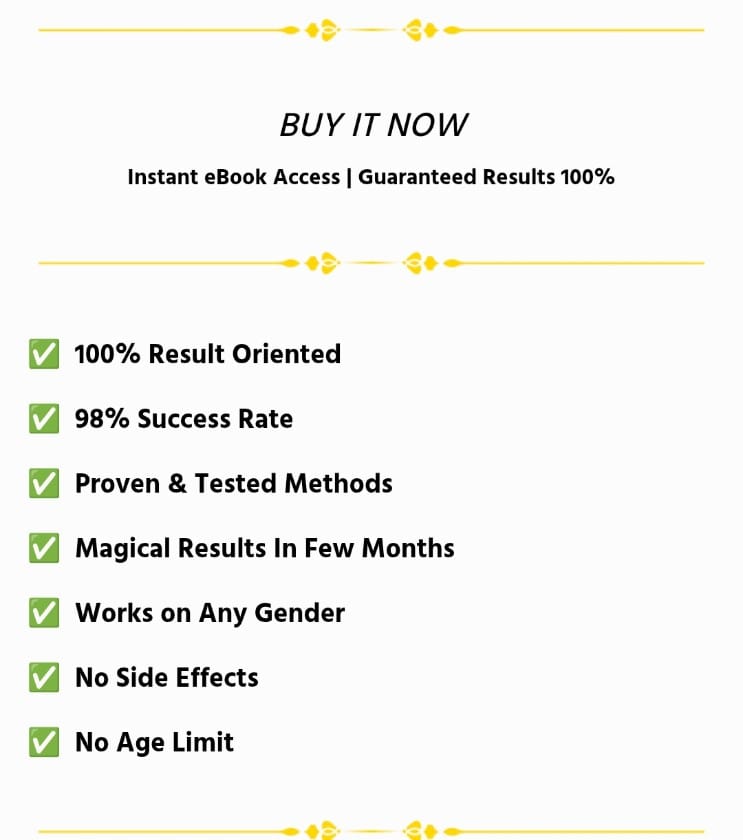 BUY IT NOW
Instant eBook Access | Guaranteed Results 100%
✅ 100% Result Oriented
✅ 98% Success Rate
✅ Proven & Tested Methods
✅ Magical Results In Few Months
✅ Works on Any Gender
✅ No Side Effects
✅ No Age Limit